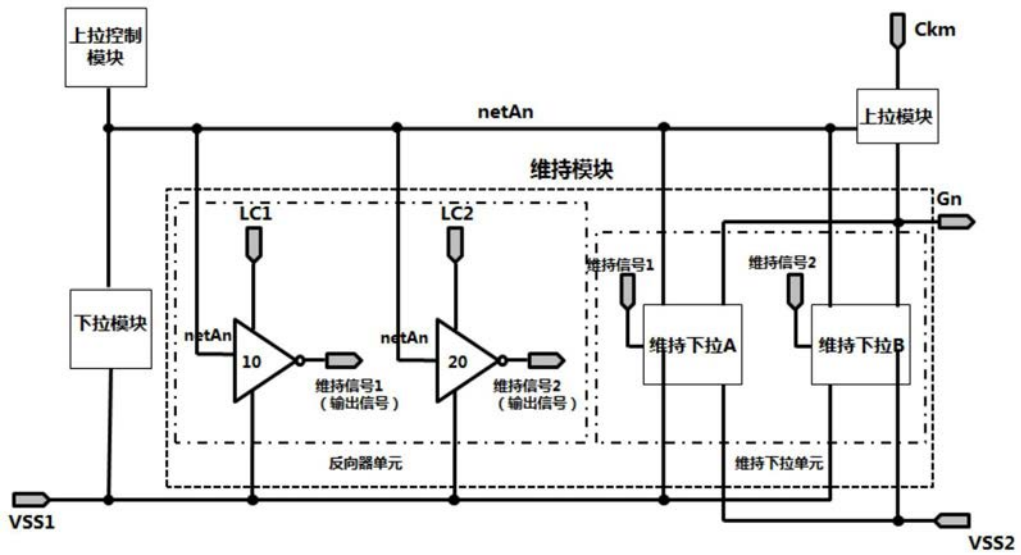 上拉控制
模块
Ckm
netAn
上拉模块
维持模块
Gn
LC1
LC2
维持信号1
维持信号2
下拉模块
netAn
10
netAn
20
维持下拉A
维持下拉B
维持信号1
（输出信号）
维持信号2
（输出信号）
反向器单元
维持下拉单元
VSS1
VSS2